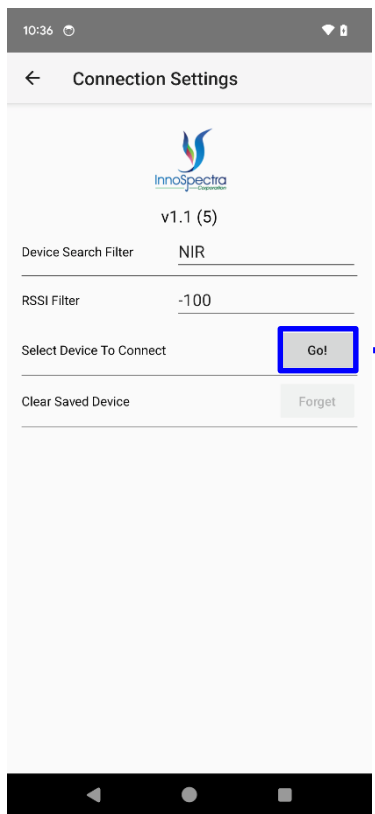 10:36
Connection Settings
InnoSpectra
Corporation
v1.1 (5)
Device Search Filter NIR
RSSI Filter -100
Select Device To Connect Go!
Clear Saved Device Forget